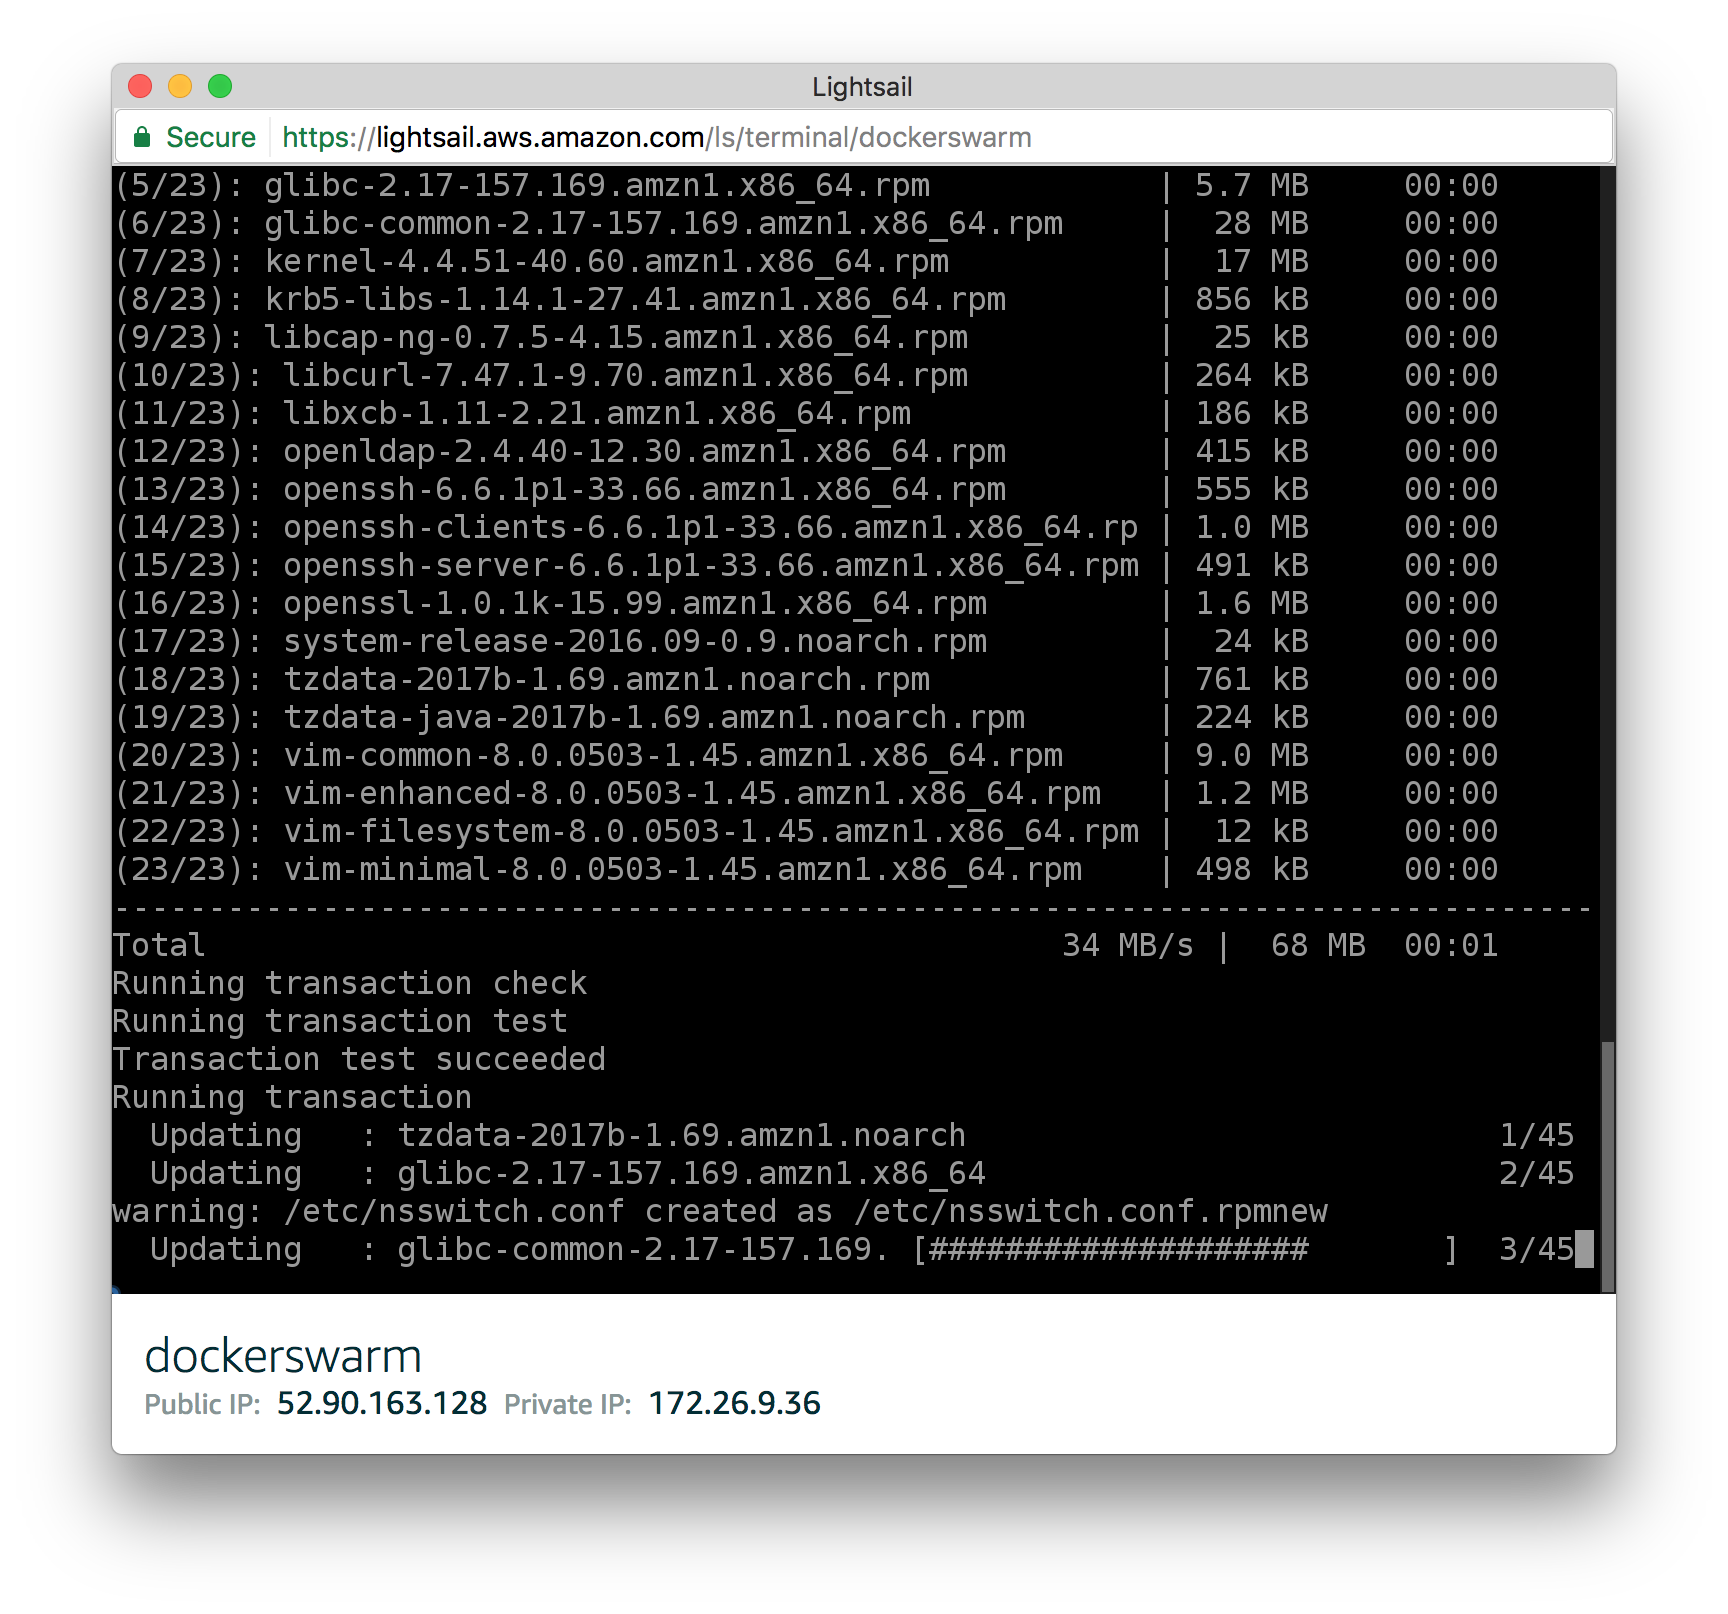 Lightsail
Secure https://lightsail.aws.amazon.com/ls/terminal/dockerswarm
(5/23): glibc-2.17-157.169.amzn1.x86_64.rpm | 5.7 MB 00:00
(6/23): glibc-common-2.17-157.169.amzn1.x86_64.rpm | 28 MB 00:00
(7/23): kernel-4.4.51-40.60.amzn1.x86_64.rpm | 17 MB 00:00
(8/23): krb5-libs-1.14.1-27.41.amzn1.x86_64.rpm | 856 kB 00:00
(9/23): libcap-ng-0.7.5-4.15.amzn1.x86_64.rpm | 25 kB 00:00
(10/23): libcurl-7.47.1-9.70.amzn1.x86_64.rpm | 264 kB 00:00
(11/23): libxcb-1.11-2.21.amzn1.x86_64.rpm | 186 kB 00:00
(12/23): openldap-2.4.40-12.30.amzn1.x86_64.rpm | 415 kB 00:00
(13/23): openssh-6.6.1p1-33.66.amzn1.x86_64.rpm | 555 kB 00:00
(14/23): openssh-clients-6.6.1p1-33.66.amzn1.x86_64.rp | 1.0 MB 00:00
(15/23): openssh-server-6.6.1p1-33.66.amzn1.x86_64.rpm | 491 kB 00:00
(16/23): openssl-1.0.1k-15.99.amzn1.x86_64.rpm | 1.6 MB 00:00
(17/23): system-release-2016.09-0.9.noarch.rpm | 24 kB 00:00
(18/23): tzdata-2017b-1.69.amzn1.noarch.rpm | 761 kB 00:00
(19/23): tzdata-java-2017b-1.69.amzn1.noarch.rpm | 224 kB 00:00
(20/23): vim-common-8.0.0503-1.45.amzn1.x86_64.rpm | 9.0 MB 00:00
(21/23): vim-enhanced-8.0.0503-1.45.amzn1.x86_64.rpm | 1.2 MB 00:00
(22/23): vim-filesystem-8.0.0503-1.45.amzn1.x86_64.rpm | 12 kB 00:00
(23/23): vim-minimal-8.0.0503-1.45.amzn1.x86_64.rpm | 498 kB 00:00
------------------------------------------------------------------------------
Total 34 MB/s | 68 MB 00:01
Running transaction check
Running transaction test
Transaction test succeeded
Running transaction
Updating : tzdata-2017b-1.69.amzn1.noarch 1/45
Updating : glibc-2.17-157.169.amzn1.x86_64 2/45
warning: /etc/nsswitch.conf created as /etc/nsswitch.conf.rpmnew
Updating : glibc-common-2.17-157.169. [####################       ] 3/45
dockerswarm
Public IP: 52.90.163.128 Private IP: 172.26.9.36